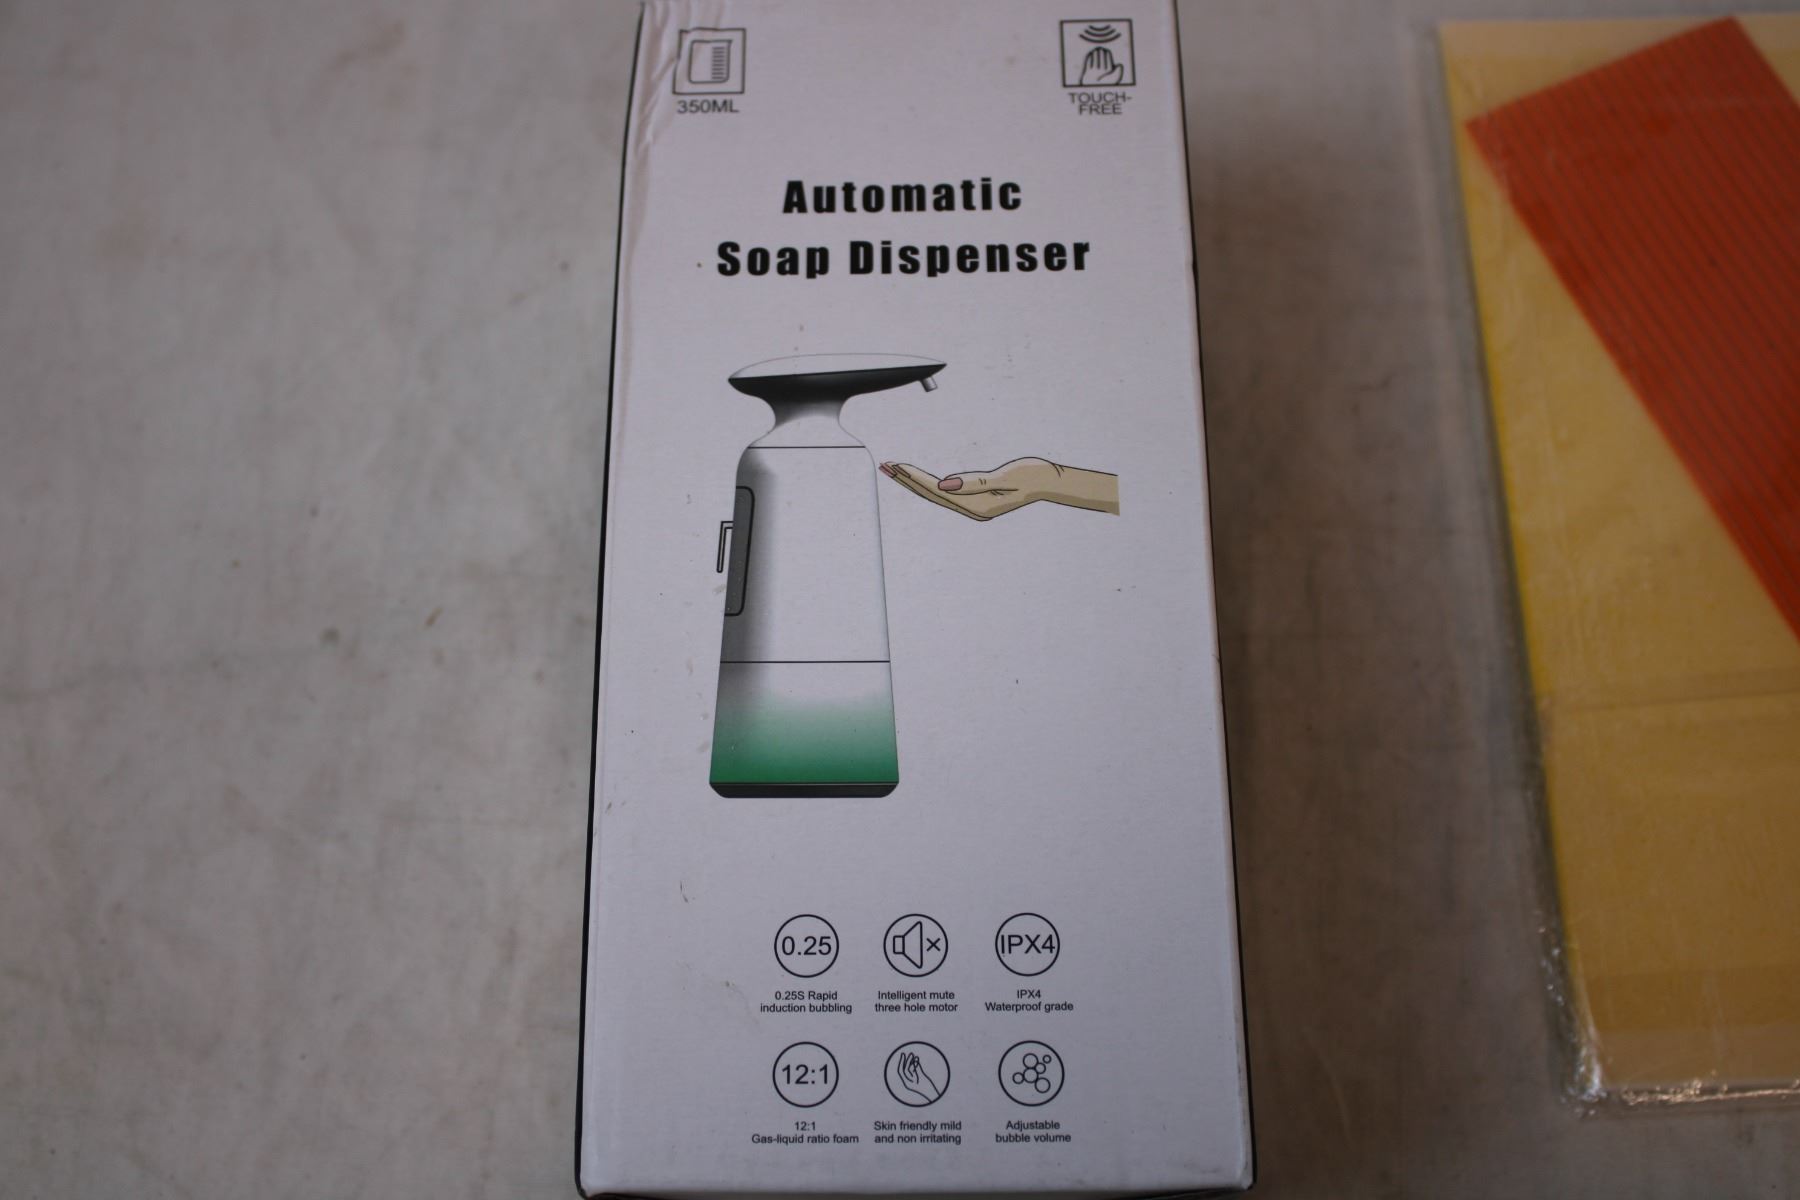 350ML
TOUCH-
FREE
Automatic
Soap Dispenser
0.25
0.25S Rapid
induction bubbling
Intelligent mute
three hole motor
IPX4
IPX4
Waterproof grade
12:1
12:1
Gas-liquid ratio foam
Skin friendly mild
and non irritating
Adjustable
bubble volume